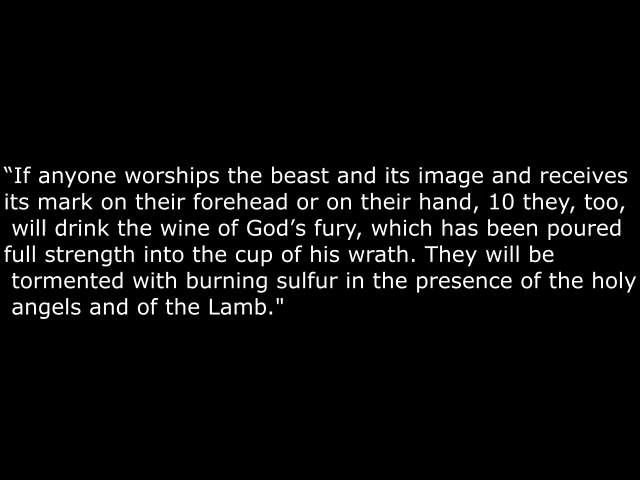 “If anyone worships the beast and its image and receives
its mark on their forehead or on their hand, 10 they, too,
will drink the wine of God’s fury, which has been poured
full strength into the cup of his wrath. They will be
tormented with burning sulfur in the presence of the holy
angels and of the Lamb."